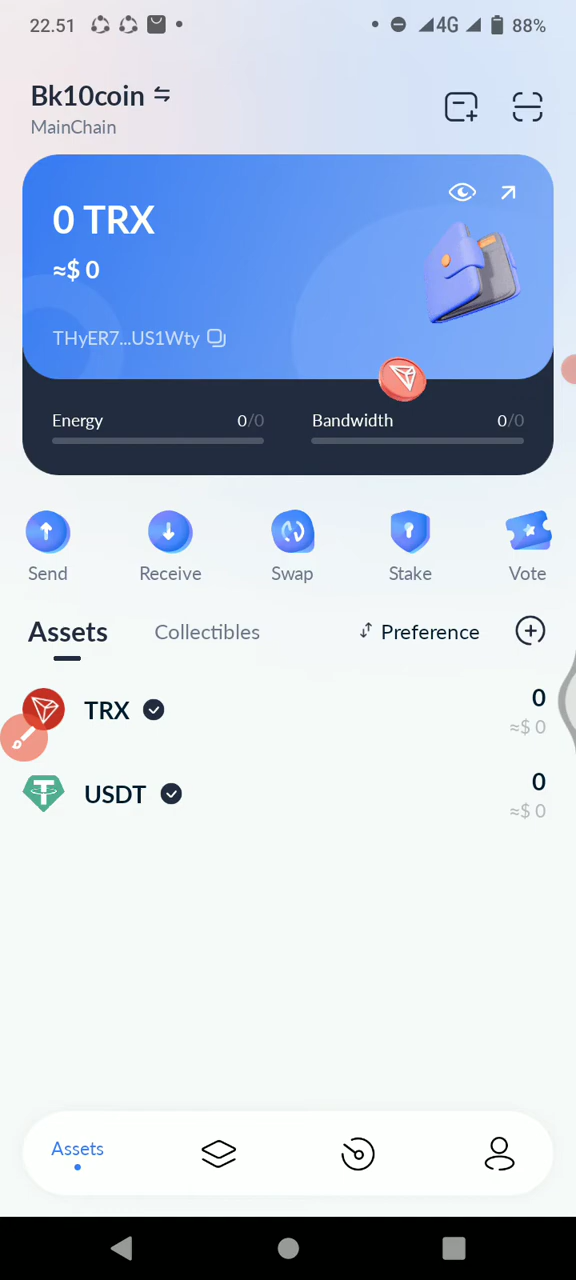 22.51 4G 88%
Bk10coin
MainChain
0 TRX
≈$ 0
THyER7...US1Wty
Energy 0/0 Bandwidth 0/0
Send Receive Swap Stake Vote
Assets Collectibles Preference
TRX 0
≈$ 0
USDT 0
≈$ 0
Assets